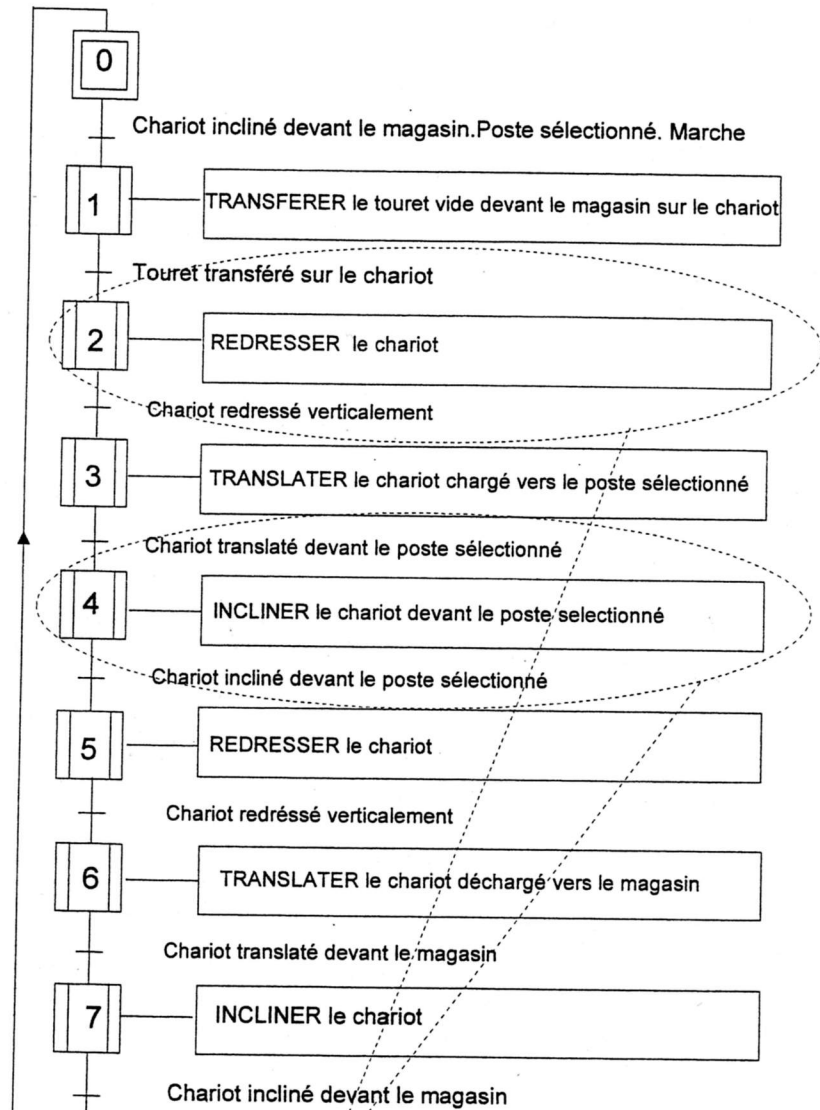 0
Chariot incliné devant le magasin.Poste sélectionné. Marche
1
TRANSFERER le touret vide devant le magasin sur le chariot
Touret transféré sur le chariot
2
REDRESSER le chariot
Chariot redressé verticalement
3
TRANSLATER le chariot chargé vers le poste sélectionné
Chariot translaté devant le poste sélectionné
4
INCLINER le chariot devant le poste selectionné
Chariot incliné devant le poste sélectionné
5
REDRESSER le chariot
Chariot redréssé verticalement
6
TRANSLATER le chariot déchargé vers le magasin
Chariot translaté devant le magasin
7
INCLINER le chariot
Chariot incliné devant le magasin